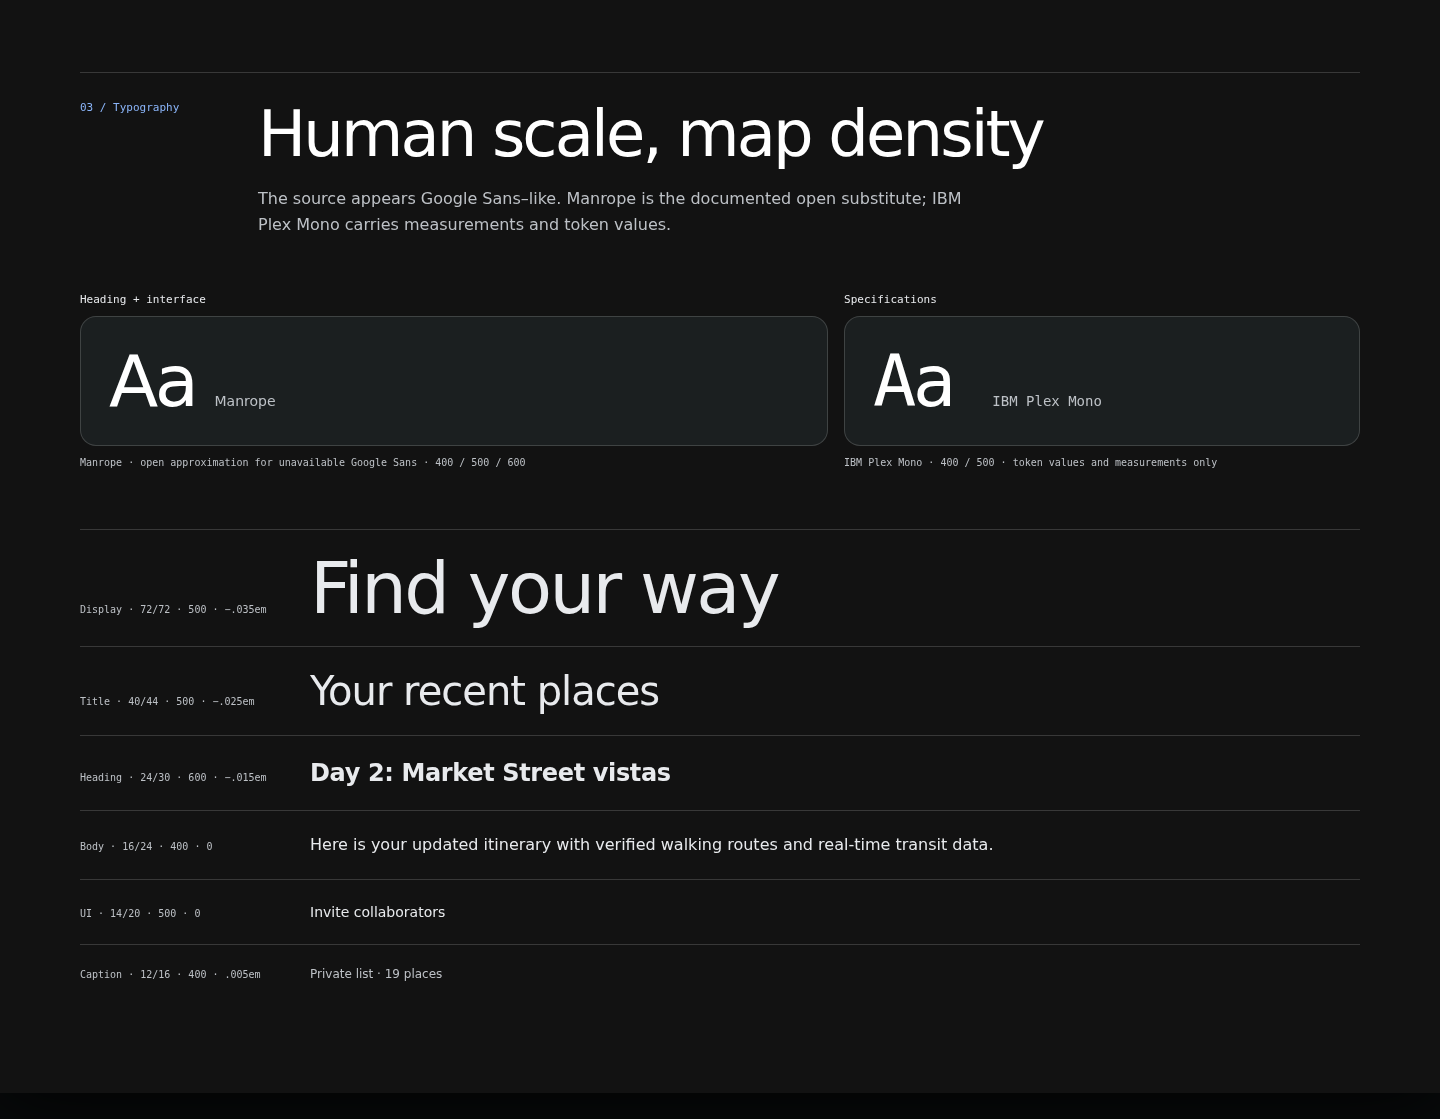 03 / Typography
Human scale, map density
The source appears Google Sans–like. Manrope is the documented open substitute; IBM
Plex Mono carries measurements and token values.
Heading + interface
Aa Manrope
Manrope · open approximation for unavailable Google Sans · 400 / 500 / 600
Specifications
Aa IBM Plex Mono
IBM Plex Mono · 400 / 500 · token values and measurements only
Display · 72/72 · 500 · −.035em
Find your way
Title · 40/44 · 500 · −.025em
Your recent places
Heading · 24/30 · 600 · −.015em
Day 2: Market Street vistas
Body · 16/24 · 400 · 0
Here is your updated itinerary with verified walking routes and real-time transit data.
UI · 14/20 · 500 · 0
Invite collaborators
Caption · 12/16 · 400 · .005em
Private list · 19 places